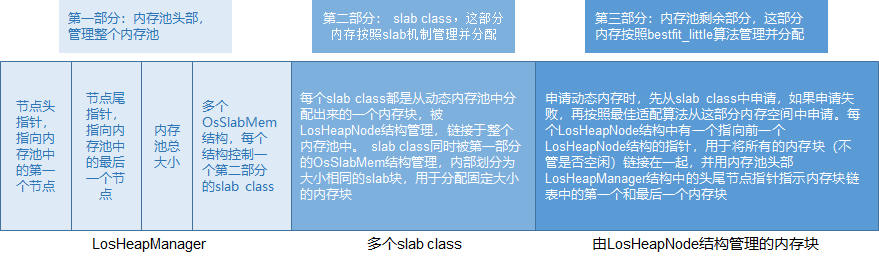 第一部分：内存池头部，
管理整个内存池
第二部分： slab class，这部分
内存按照slab机制管理并分配
第三部分：内存池剩余部分，这部分
内存按照bestfit_little算法管理并分配
节点头
指针，
指向内
存池中
的第一
个节点
节点尾
指针，
指向内
存池中
的最后
一个节
点
内存
池总
大小
多个
OsSlabMem
结构，每个
结构控制一
个第二部分
的slab class
每个slab class都是从动态内存池中分
配出来的一个内存块，被
LosHeapNode结构管理，链接于整个
内存池中。 slab class同时被第一部分
的OsSlabMem结构管理，内部划分为
大小相同的slab块，用于分配固定大小
的内存块
申请动态内存时，先从slab class中申请，如果申请失
败，再按照最佳适配算法从这部分内存空间中申请。每
个LosHeapNode结构中有一个指向前一个
LosHeapNode结构的指针，用于将所有的内存块（不
管是否空闲）链接在一起，并用内存池头部
LosHeapManager结构中的头尾节点指针指示内存块链
表中的第一个和最后一个内存块
LosHeapManager
多个slab class
由LosHeapNode结构管理的内存块